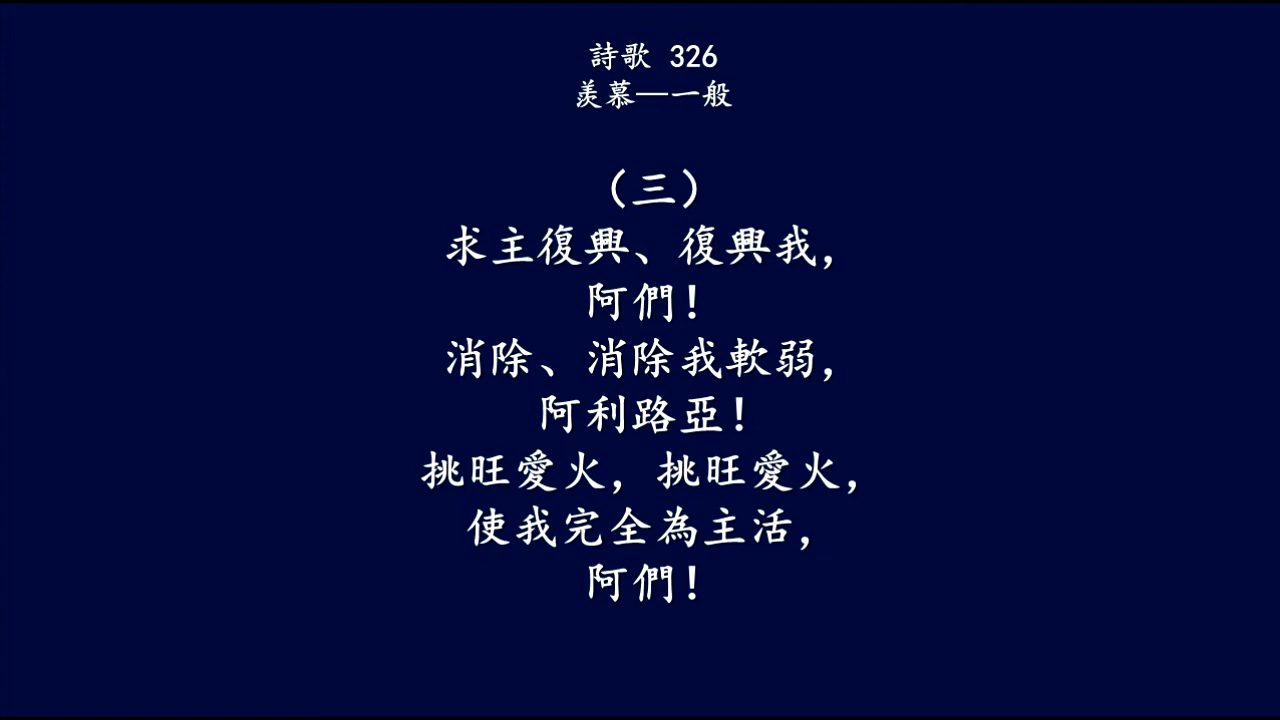 詩歌 326
羨慕—一般
（三）
求主復興、復興我，
阿們！
消除、消除我軟弱，
阿利路亞！
挑旺愛火，挑旺愛火，
使我完全為主活，
阿們！